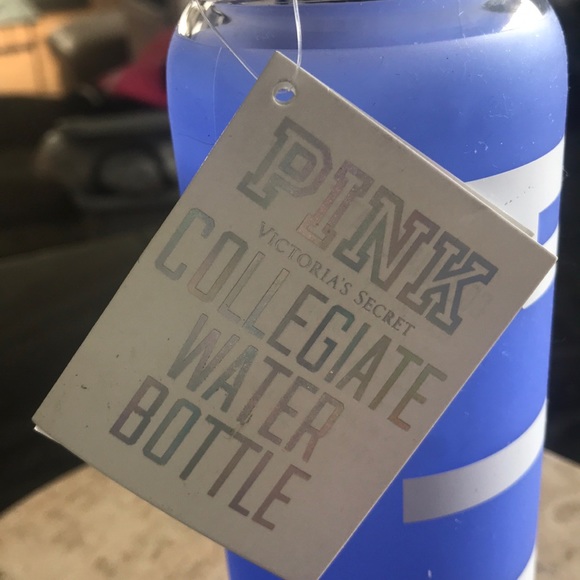 PINK
VICTORIA'S SECRET
COLLEGIATE
WATER
BOTTLE